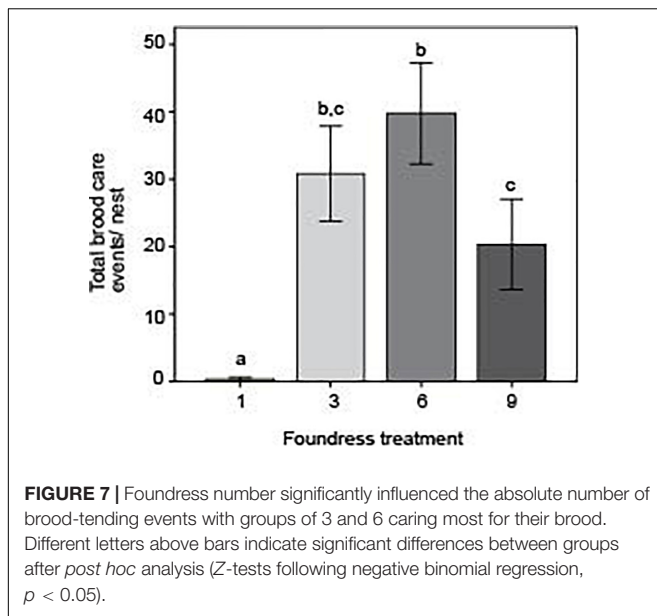 50
40
30
20
10
0
Total brood care
events/ nest
a
b,c
b
c
1 3 6 9
Foundress treatment
FIGURE 7 | Foundress number significantly influenced the absolute number of
brood-tending events with groups of 3 and 6 caring most for their brood.
Different letters above bars indicate significant differences between groups
after post hoc analysis (Z-tests following negative binomial regression,
p < 0.05).